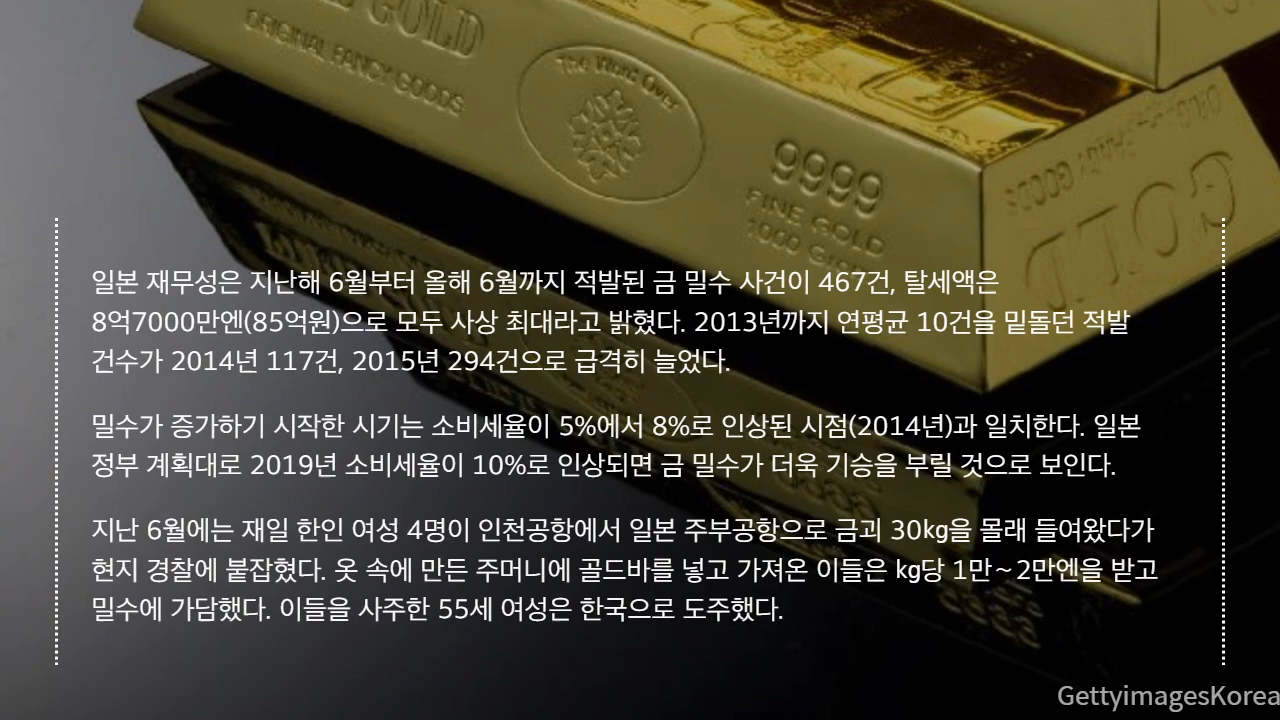 GOLD
ORIGINAL FANCY GOODS
The Word Over
9999
FINE GOLD
1000
GOLD
일본 재무성은 지난해 6월부터 올해 6월까지 적발된 금 밀수 사건이 467건, 탈세액은
8억7000만엔(85억원)으로 모두 사상 최대라고 밝혔다. 2013년까지 연평균 10건을 밑돌던 적발
건수가 2014년 117건, 2015년 294건으로 급격히 늘었다.
밀수가 증가하기 시작한 시기는 소비세율이 5%에서 8%로 인상된 시점(2014년)과 일치한다. 일본
정부 계획대로 2019년 소비세율이 10%로 인상되면 금 밀수가 더욱 기승을 부릴 것으로 보인다.
지난 6월에는 재일 한인 여성 4명이 인천공항에서 일본 주부공항으로 금괴 30kg을 몰래 들여왔다가
현지 경찰에 붙잡혔다. 옷 속에 만든 주머니에 골드바를 넣고 가져온 이들은 kg당 1만～2만엔을 받고
밀수에 가담했다. 이들을 사주한 55세 여성은 한국으로 도주했다.
GettyimagesKorea